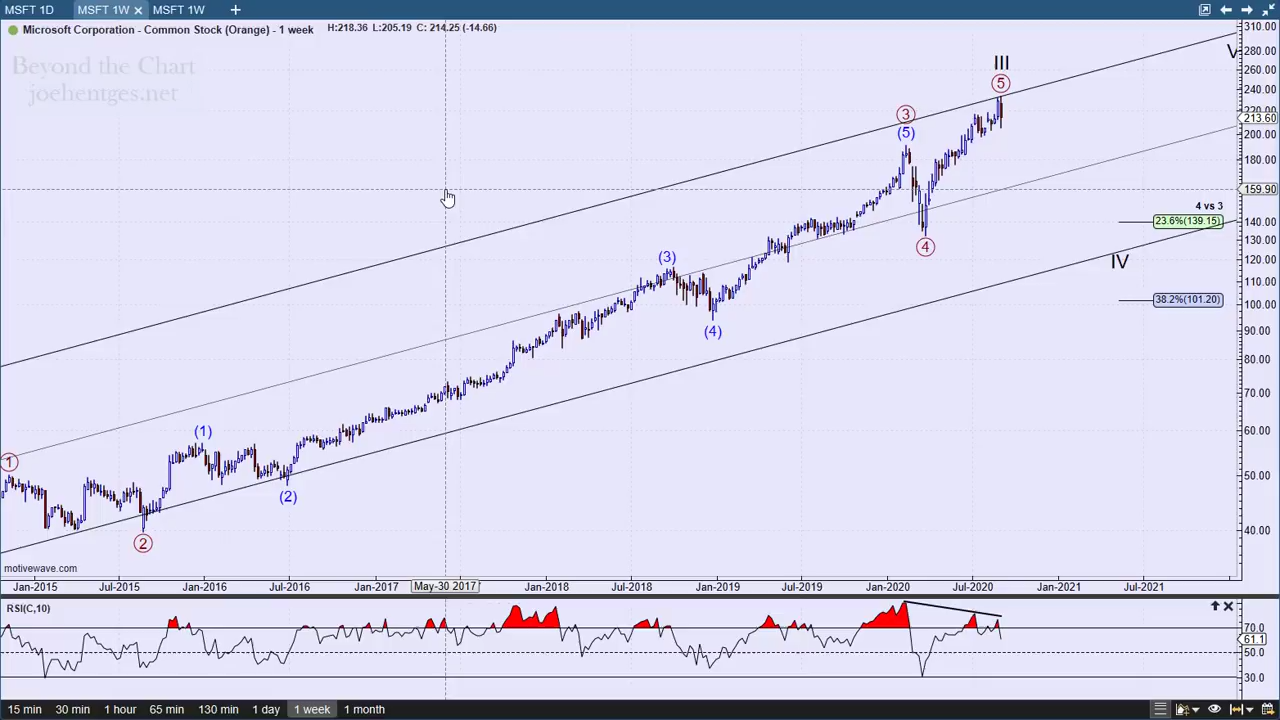 MSFT 1D MSFT 1W MSFT 1W
Microsoft Corporation - Common Stock (Orange) - 1 week H:218.36 L:205.19 C: 214.25 (-14.66)
Beyond the Chart
joehentges.net
310.00
280.00
260.00
240.00
220.00
213.60
200.00
180.00
159.90
140.00
130.00
120.00
100.00
90.00
80.00
70.00
60.00
50.00
40.00
V
III
5
3
(5)
4 vs 3
23.6%(139.15)
4
IV
38.2%(101.20)
(3)
(4)
(1)
1
(2)
2
motivewave.com
Jan-2015 Jul-2015 Jan-2016 Jul-2016 Jan-2017 May-30 2017 Jan-2018 Jul-2018 Jan-2019 Jul-2019 Jan-2020 Jul-2020 Jan-2021 Jul-2021
RSI(C,10)
70.0
61.1
50.0
30.0
15 min 30 min 1 hour 65 min 130 min 1 day 1 week 1 month